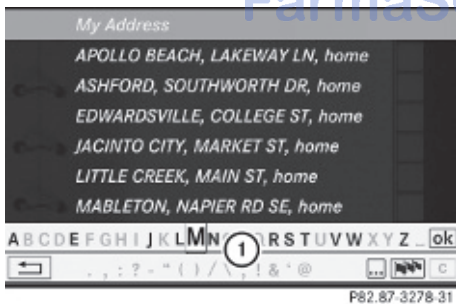 FarmaS
My Address
APOLLO BEACH, LAKEWAY LN, home
ASHFORD, SOUTHWORTH DR, home
EDWARDSVILLE, COLLEGE ST, home
JACINTO CITY, MARKET ST, home
LITTLE CREEK, MAIN ST, home
MABLETON, NAPIER RD SE, home
A B C D E F G H I J K L M N 1 R S T U V W X Y Z _ ok
. , : ? - " ( ) / \ ! & ' @ ... c
P82.87-3278-31